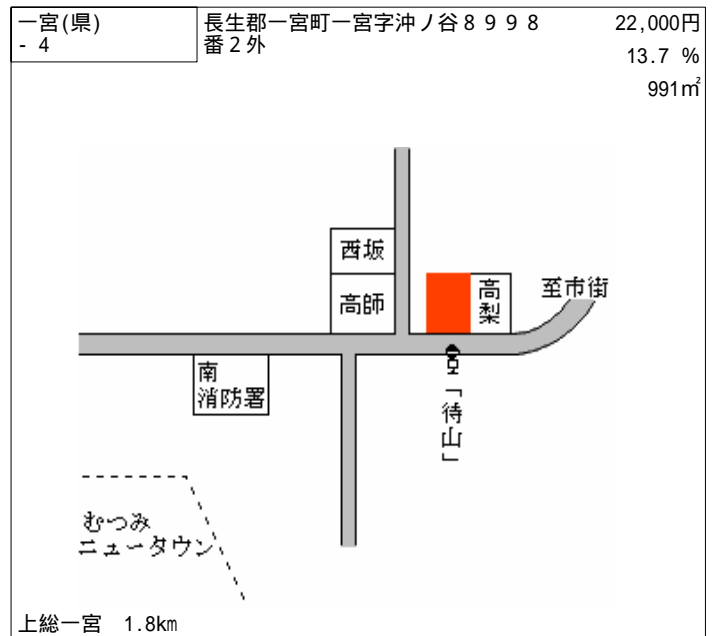 一宮(県)
- 4
長生郡一宮町一宮字沖ノ谷８９９８
番２外
22,000円
13.7 %
991㎡
西坂
高師
高梨
至市街
南
消防署
「待山」
むつみ
ニュータウン
上総一宮 1.8km